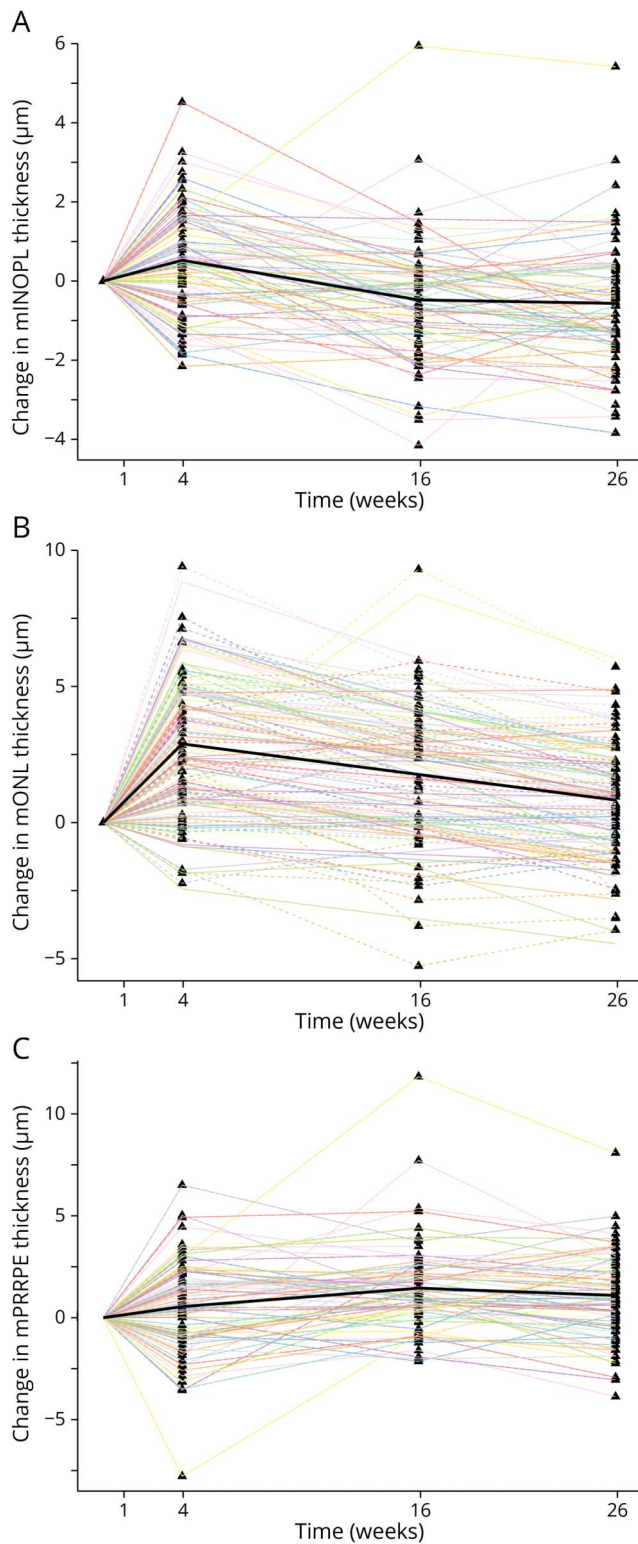 A
Change in mINOPL thickness (μm)
6
4
2
0
−2
−4
1 4 16 26
Time (weeks)
B
Change in mONL thickness (μm)
10
5
0
−5
1 4 16 26
Time (weeks)
C
Change in mPRRPE thickness (μm)
10
5
0
−5
1 4 16 26
Time (weeks)